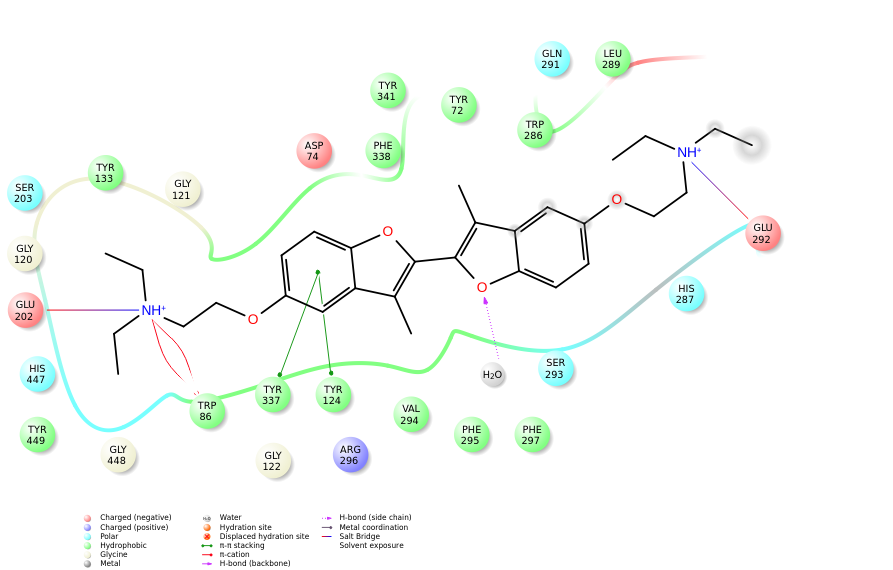 GLN
291
LEU
289
TYR
341
TYR
72
TRP
286
ASP
74
PHE
338
TYR
133
GLY
121
SER
203
NH⁺
GLY
120
O
O
GLU
292
O
HIS
287
GLU
202
NH⁺
O
H₂O
HIS
447
SER
293
TYR
337
TYR
124
TRP
86
VAL
294
TYR
449
PHE
295
PHE
297
GLY
448
GLY
122
ARG
296
Charged (negative)
Charged (positive)
Polar
Hydrophobic
Glycine
Metal
H₂O Water
Hydration site
Displaced hydration site
π-π stacking
π-cation
H-bond (backbone)
H-bond (side chain)
Metal coordination
Salt Bridge
Solvent exposure